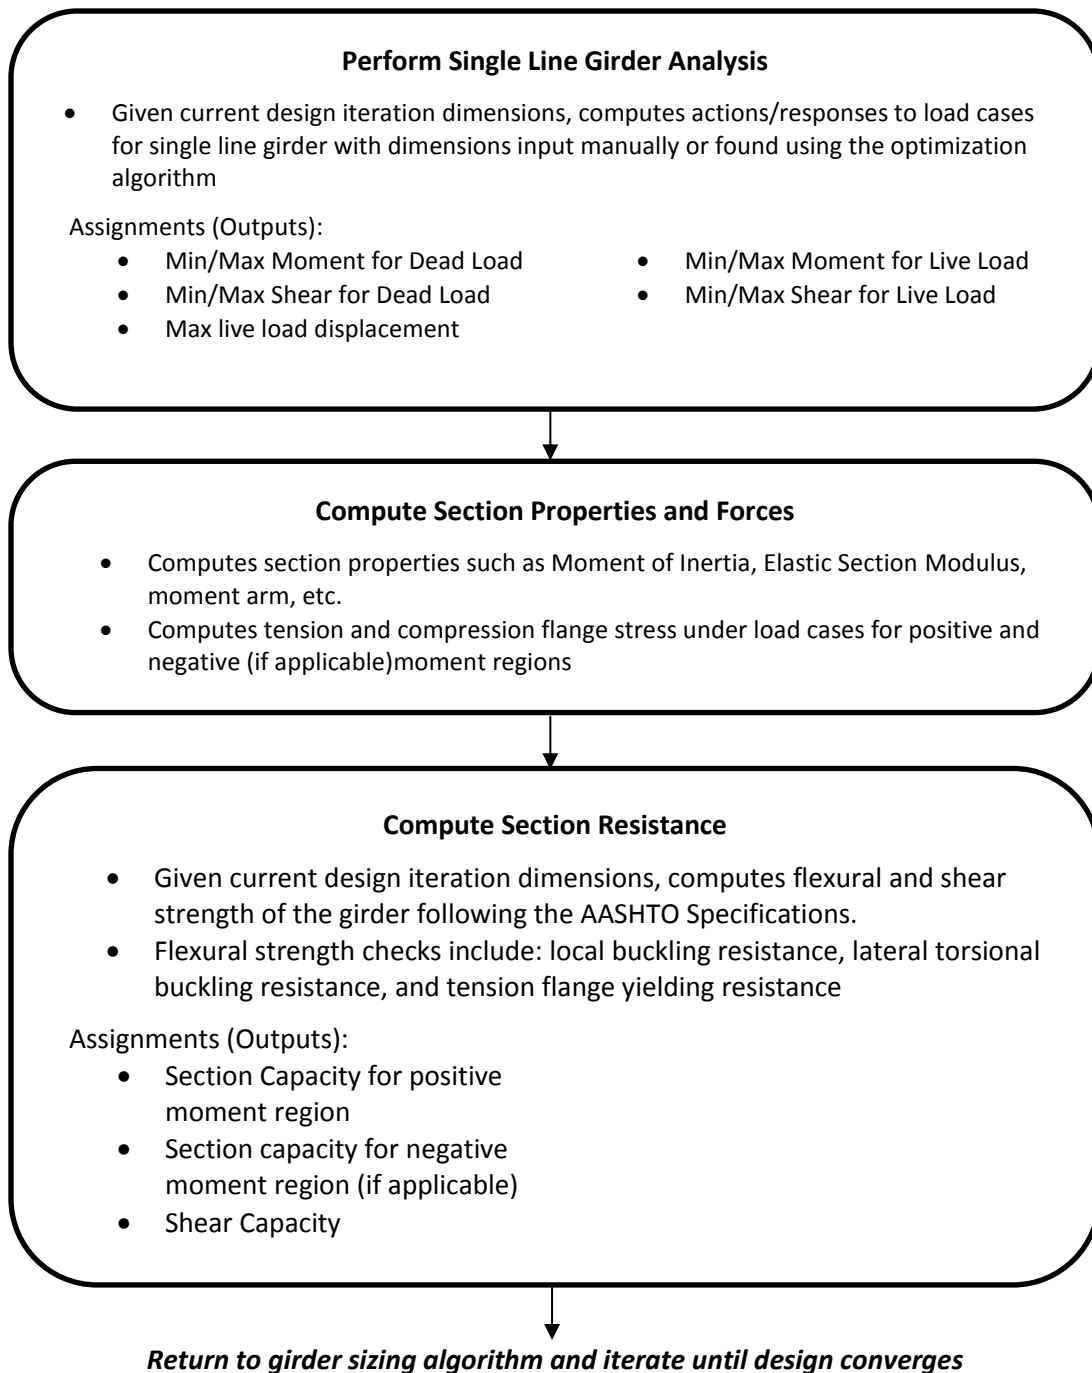 Perform Single Line Girder Analysis
• Given current design iteration dimensions, computes actions/responses to load cases
for single line girder with dimensions input manually or found using the optimization
algorithm
Assignments (Outputs):
• Min/Max Moment for Dead Load
• Min/Max Shear for Dead Load
• Max live load displacement
• Min/Max Moment for Live Load
• Min/Max Shear for Live Load
Compute Section Properties and Forces
• Computes section properties such as Moment of Inertia, Elastic Section Modulus,
moment arm, etc.
• Computes tension and compression flange stress under load cases for positive and
negative (if applicable)moment regions
Compute Section Resistance
• Given current design iteration dimensions, computes flexural and shear
strength of the girder following the AASHTO Specifications.
• Flexural strength checks include: local buckling resistance, lateral torsional
buckling resistance, and tension flange yielding resistance
Assignments (Outputs):
• Section Capacity for positive
moment region
• Section capacity for negative
moment region (if applicable)
• Shear Capacity
Return to girder sizing algorithm and iterate until design converges